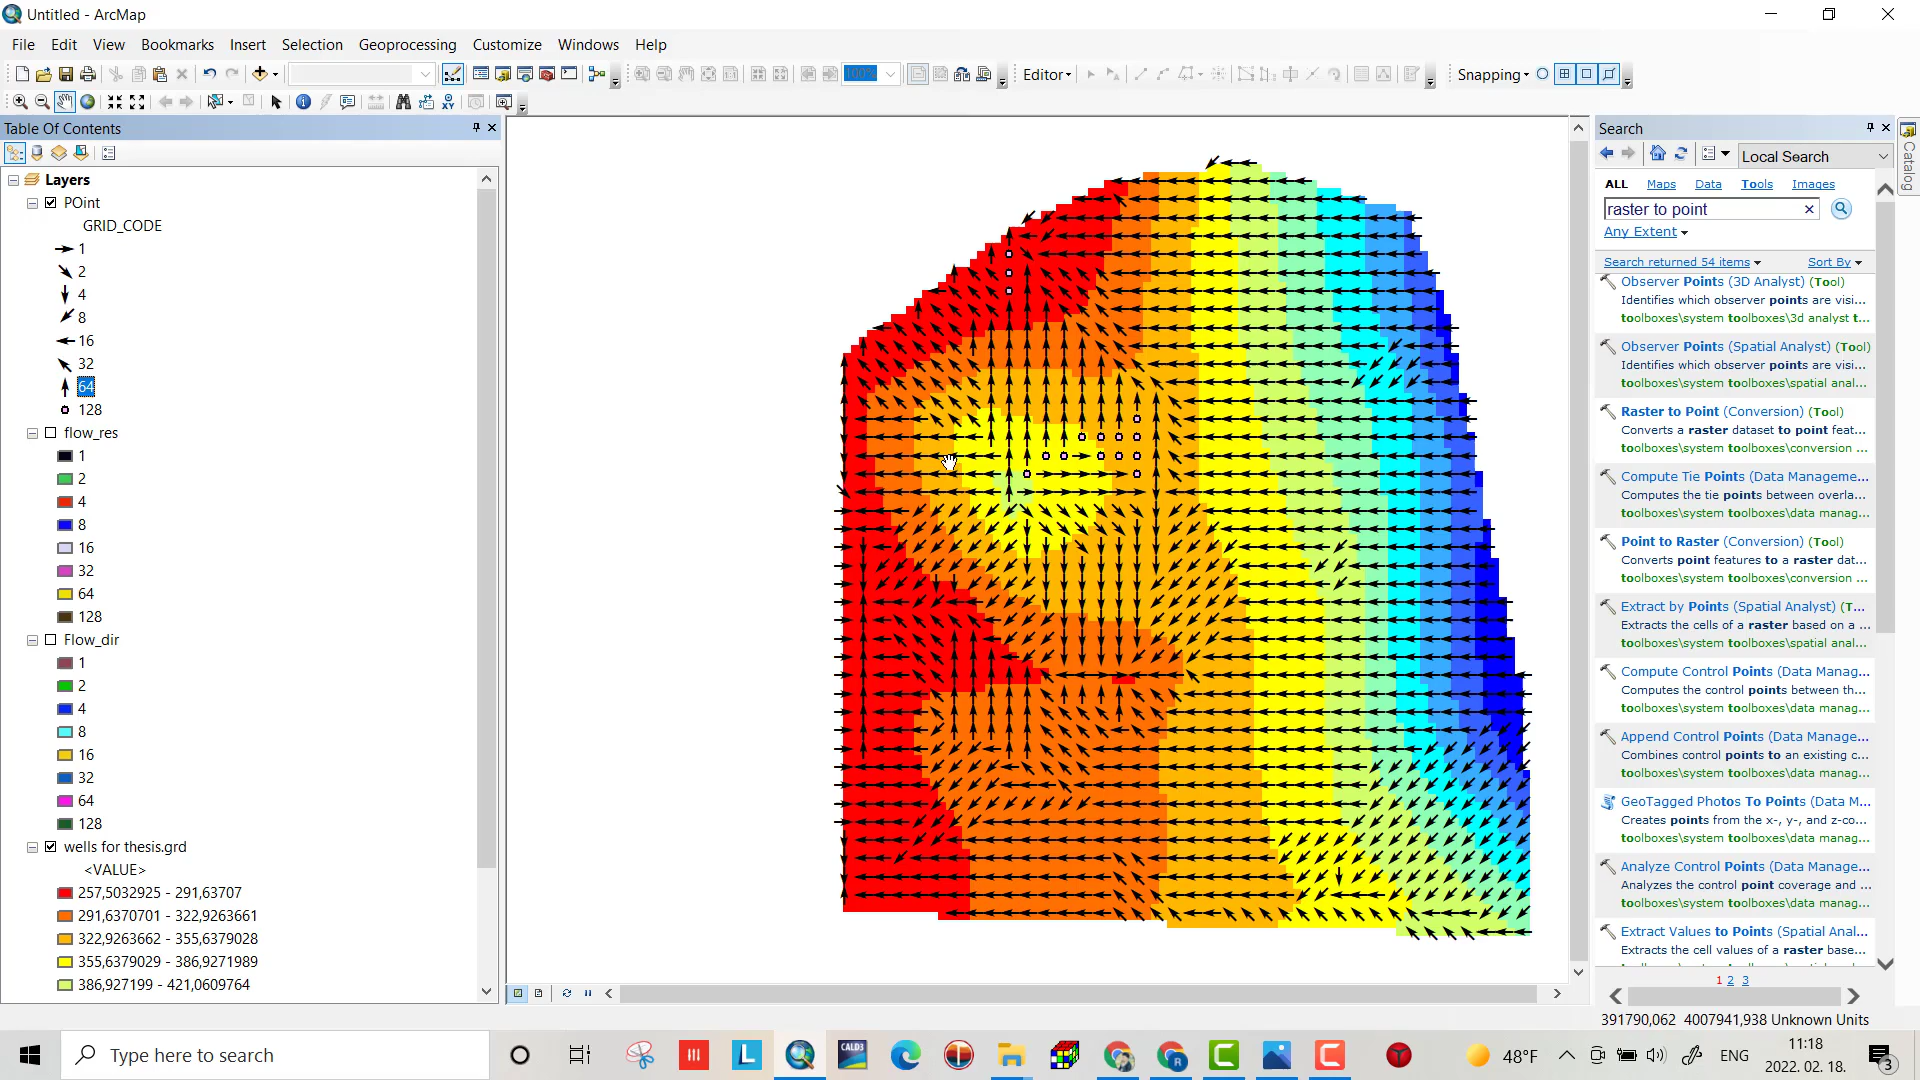 Untitled - ArcMap
File Edit View Bookmarks Insert Selection Geoprocessing Customize Windows Help
100%
Editor
Snapping
Table Of Contents
Layers
POint
GRID_CODE
1
2
4
8
16
32
64
128
flow_res
1
2
4
8
16
32
64
128
Flow_dir
1
2
4
8
16
32
64
128
wells for thesis.grd
<VALUE>
257,5032925 - 291,63707
291,6370701 - 322,9263661
322,9263662 - 355,6379028
355,6379029 - 386,9271989
386,927199 - 421,0609764
Search
Catalog
Local Search
ALL Maps Data Tools Images
raster to point
Any Extent
Search returned 54 items
Sort By
Observer Points (3D Analyst) (Tool)
Identifies which observer points are visi...
toolboxes\system toolboxes\3d analyst t...
Observer Points (Spatial Analyst) (Tool)
Identifies which observer points are visi...
toolboxes\system toolboxes\spatial anal...
Raster to Point (Conversion) (Tool)
Converts a raster dataset to point feat...
toolboxes\system toolboxes\conversion ...
Compute Tie Points (Data Manageme...
Computes the tie points between overla...
toolboxes\system toolboxes\data manag...
Point to Raster (Conversion) (Tool)
Converts point features to a raster dat...
toolboxes\system toolboxes\conversion ...
Extract by Points (Spatial Analyst) (T...
Extracts the cells of a raster based on a ...
toolboxes\system toolboxes\spatial anal...
Compute Control Points (Data Manag...
Computes the control points between th...
toolboxes\system toolboxes\data manag...
Append Control Points (Data Manage...
Combines control points to an existing c...
toolboxes\system toolboxes\data manag...
GeoTagged Photos To Points (Data M...
Creates points from the x-, y-, and z-co...
toolboxes\system toolboxes\data manag...
Analyze Control Points (Data Manage...
Analyzes the control point coverage and ...
toolboxes\system toolboxes\data manag...
Extract Values to Points (Spatial Anal...
Extracts the cell values of a raster base...
1 2 3
391790,062 4007941,938 Unknown Units
Type here to search
L
CALD3
R
C
C
48°F
ENG
11:18
2022. 02. 18.
3